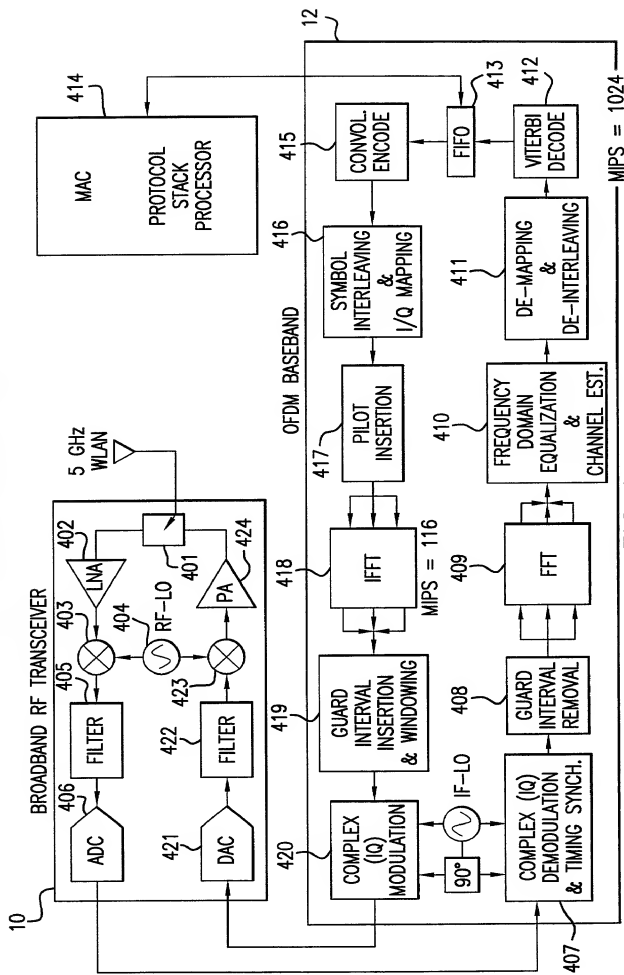 BROADBAND RF TRANSCEIVER
10
406
ADC
405
FILTER
403
402
LNA
404
RF-LO
401
5 GHz
WLAN
424
PA
423
422
FILTER
421
DAC
414
MAC
PROTOCOL
STACK
PROCESSOR
12
OFDM BASEBAND
420
COMPLEX
(IQ)
MODULATION
419
GUARD
INTERVAL
INSERTION
& WINDOWING
418
IFFT
MIPS = 116
417
PILOT
INSERTION
416
SYMBOL
INTERLEAVING
&
I/Q MAPPING
415
CONVOL.
ENCODE
FIFO
413
90°
IF-LO
COMPLEX (IQ)
DEMODULATION
& TIMING SYNCH.
407
408
GUARD
INTERVAL
REMOVAL
409
FFT
410
FREQUENCY
DOMAIN
EQUALIZATION
&
CHANNEL EST.
411
DE-MAPPING
&
DE-INTERLEAVING
412
VITERBI
DECODE
MIPS = 1024